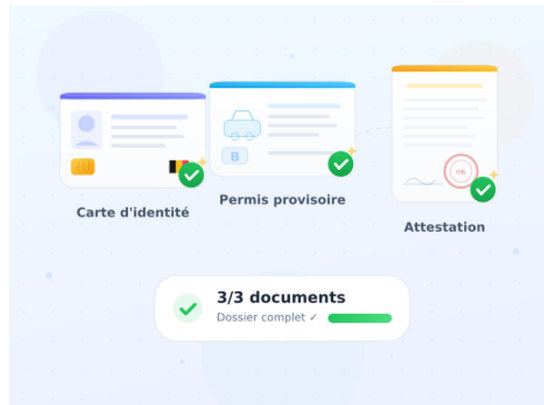 B
OK
Carte d'identité
Permis provisoire
Attestation
3/3 documents
Dossier complet ✓